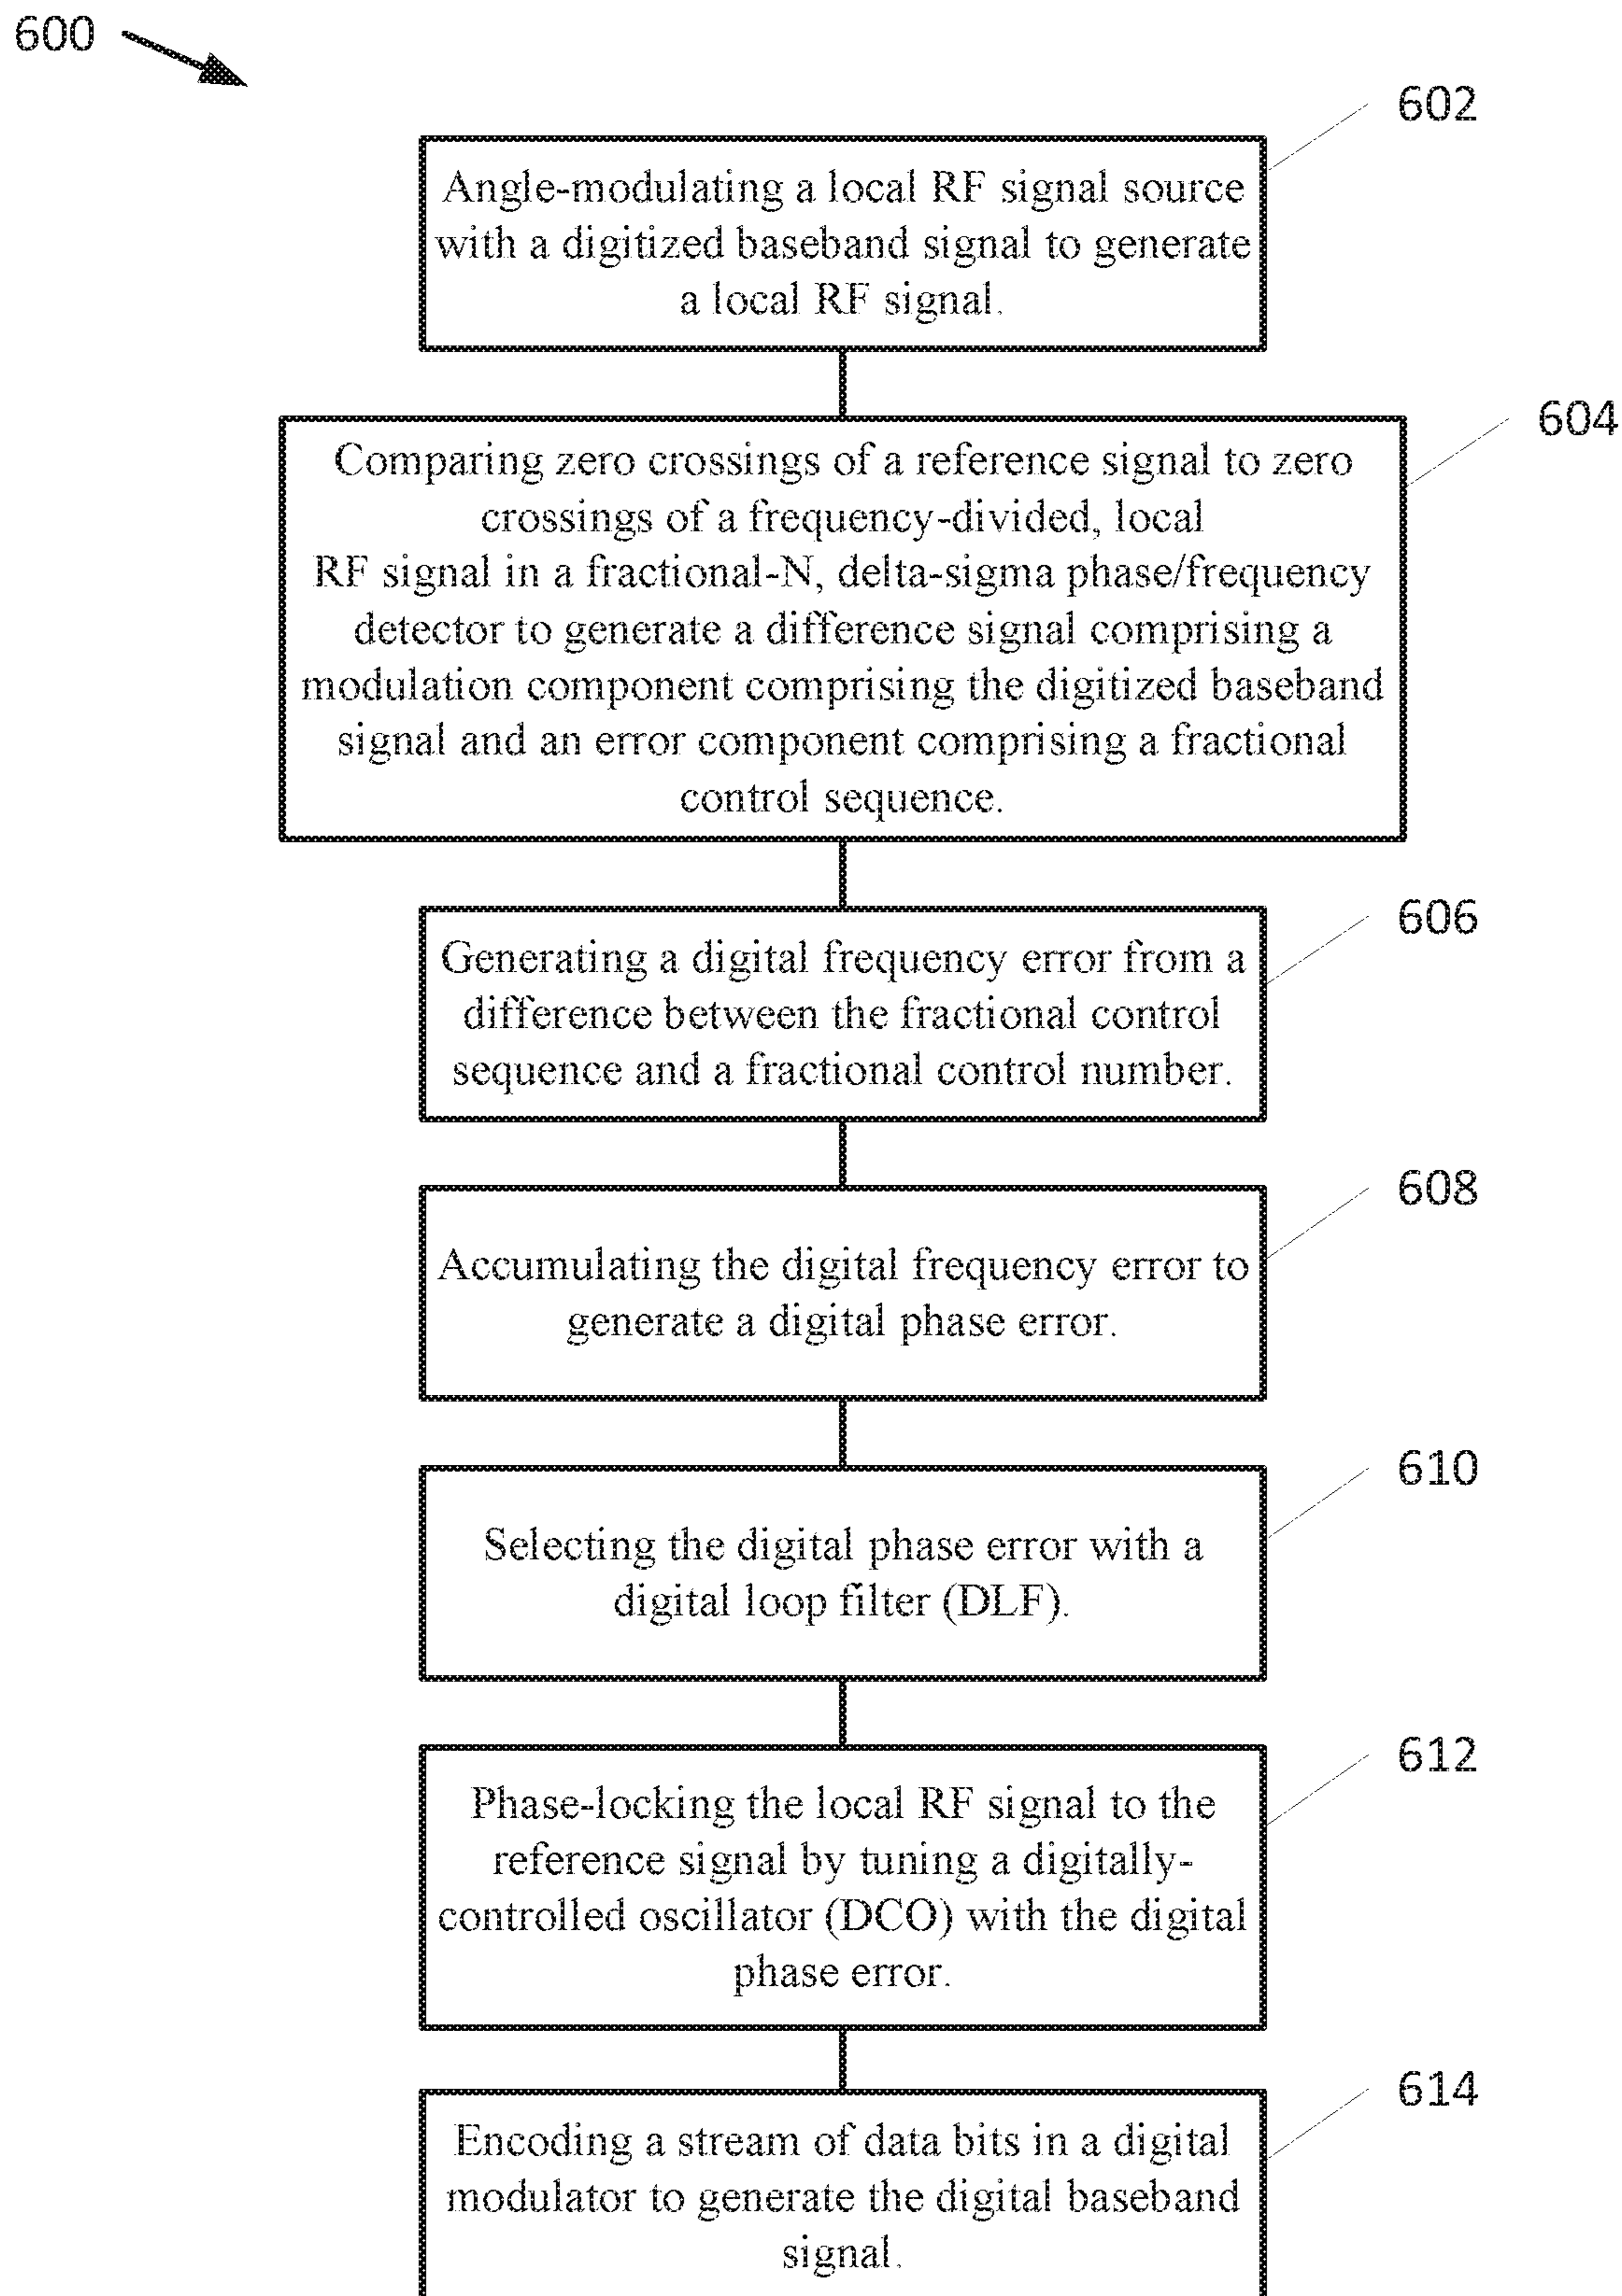 600
602
Angle-modulating a local RF signal source
with a digitized baseband signal to generate
a local RF signal.
604
Comparing zero crossings of a reference signal to zero
crossings of a frequency-divided, local
RF signal in a fractional-N, delta-sigma phase/frequency
detector to generate a difference signal comprising a
modulation component comprising the digitized baseband
signal and an error component comprising a fractional
control sequence.
606
Generating a digital frequency error from a
difference between the fractional control
sequence and a fractional control number.
608
Accumulating the digital frequency error to
generate a digital phase error.
610
Selecting the digital phase error with a
digital loop filter (DLF).
612
Phase-locking the local RF signal to the
reference signal by tuning a digitally-
controlled oscillator (DCO) with the digital
phase error.
614
Encoding a stream of data bits in a digital
modulator to generate the digital baseband
signal.